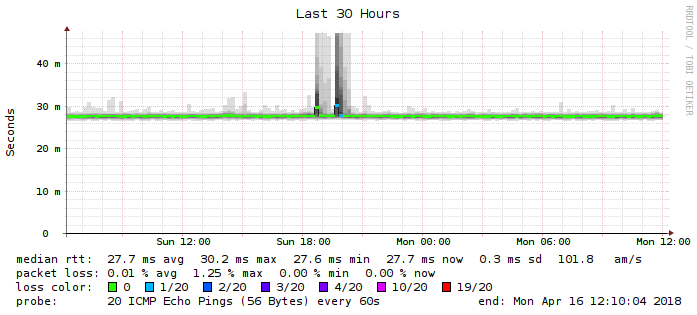 Last 30 Hours
RRDTOOL / TOBI OETIKER
Seconds
40 m
30 m
20 m
10 m
0
Sun 12:00 Sun 18:00 Mon 00:00 Mon 06:00 Mon 12:00
median rtt: 27.7 ms avg 30.2 ms max 27.6 ms min 27.7 ms now 0.3 ms sd 101.8 am/s
packet loss: 0.01 % avg 1.25 % max 0.00 % min 0.00 % now
loss color: 0 1/20 2/20 3/20 4/20 10/20 19/20
probe: 20 ICMP Echo Pings (56 Bytes) every 60s end: Mon Apr 16 12:10:04 2018